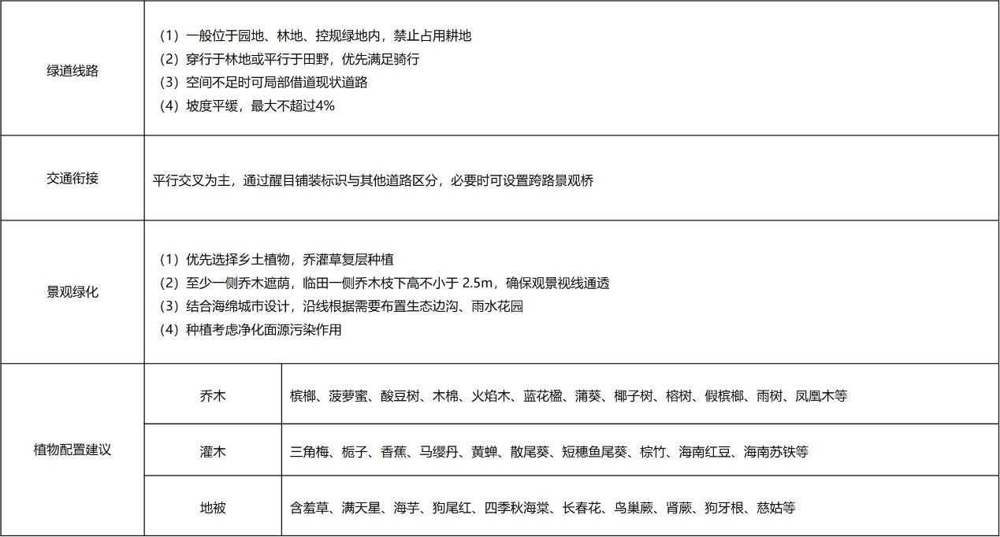 绿道线路
（1）一般位于园地、林地、控规绿地内，禁止占用耕地
（2）穿行于林地或平行于田野，优先满足骑行
（3）空间不足时可局部借道现状道路
（4）坡度平缓，最大不超过4%
交通衔接
平行交叉为主，通过醒目铺装标识与其他道路区分，必要时可设置跨路景观桥
景观绿化
（1）优先选择乡土植物，乔灌草复层种植
（2）至少一侧乔木遮荫，临田一侧乔木枝下高不小于 2.5m，确保观景视线通透
（3）结合海绵城市设计，沿线根据需要布置生态边沟、雨水花园
（4）种植考虑净化面源污染作用
植物配置建议
乔木
槟榔、菠萝蜜、酸豆树、木棉、火焰木、蓝花楹、蒲葵、椰子树、榕树、假槟榔、雨树、凤凰木等
灌木
三角梅、栀子、香蕉、马缨丹、黄蝉、散尾葵、短穗鱼尾葵、棕竹、海南红豆、海南苏铁等
地被
含羞草、满天星、海芋、狗尾红、四季秋海棠、长春花、鸟巢蕨、肾蕨、狗牙根、慈姑等